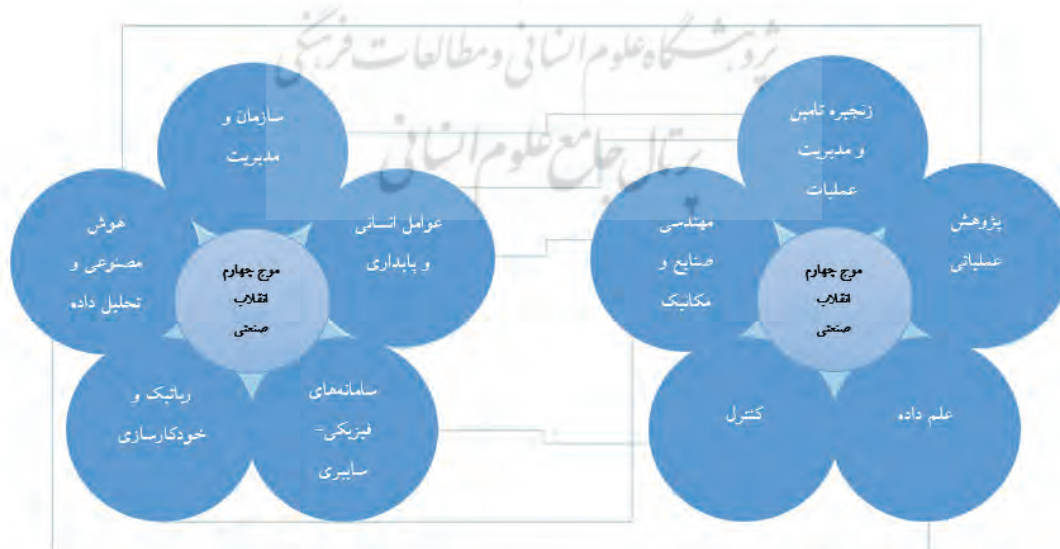 پژوهشگاه علوم انسانی و مطالعات فرهنگی
پرتال جامع علوم انسانی
زنجیره تامین
و مدیریت
عملیات
پژوهش
عملیاتی
علم داده
کنترل
مهندسی
صنایع و
مکانیک
موج چهارم
انقلاب
صنعتی
سازمان و
مدیریت
عوامل انسانی
و پایداری
سامانه‌های
فیزیکی-
سایبری
رباتیک و
خودکارسازی
هوش
مصنوعی و
تحلیل داده
موج چهارم
انقلاب
صنعتی